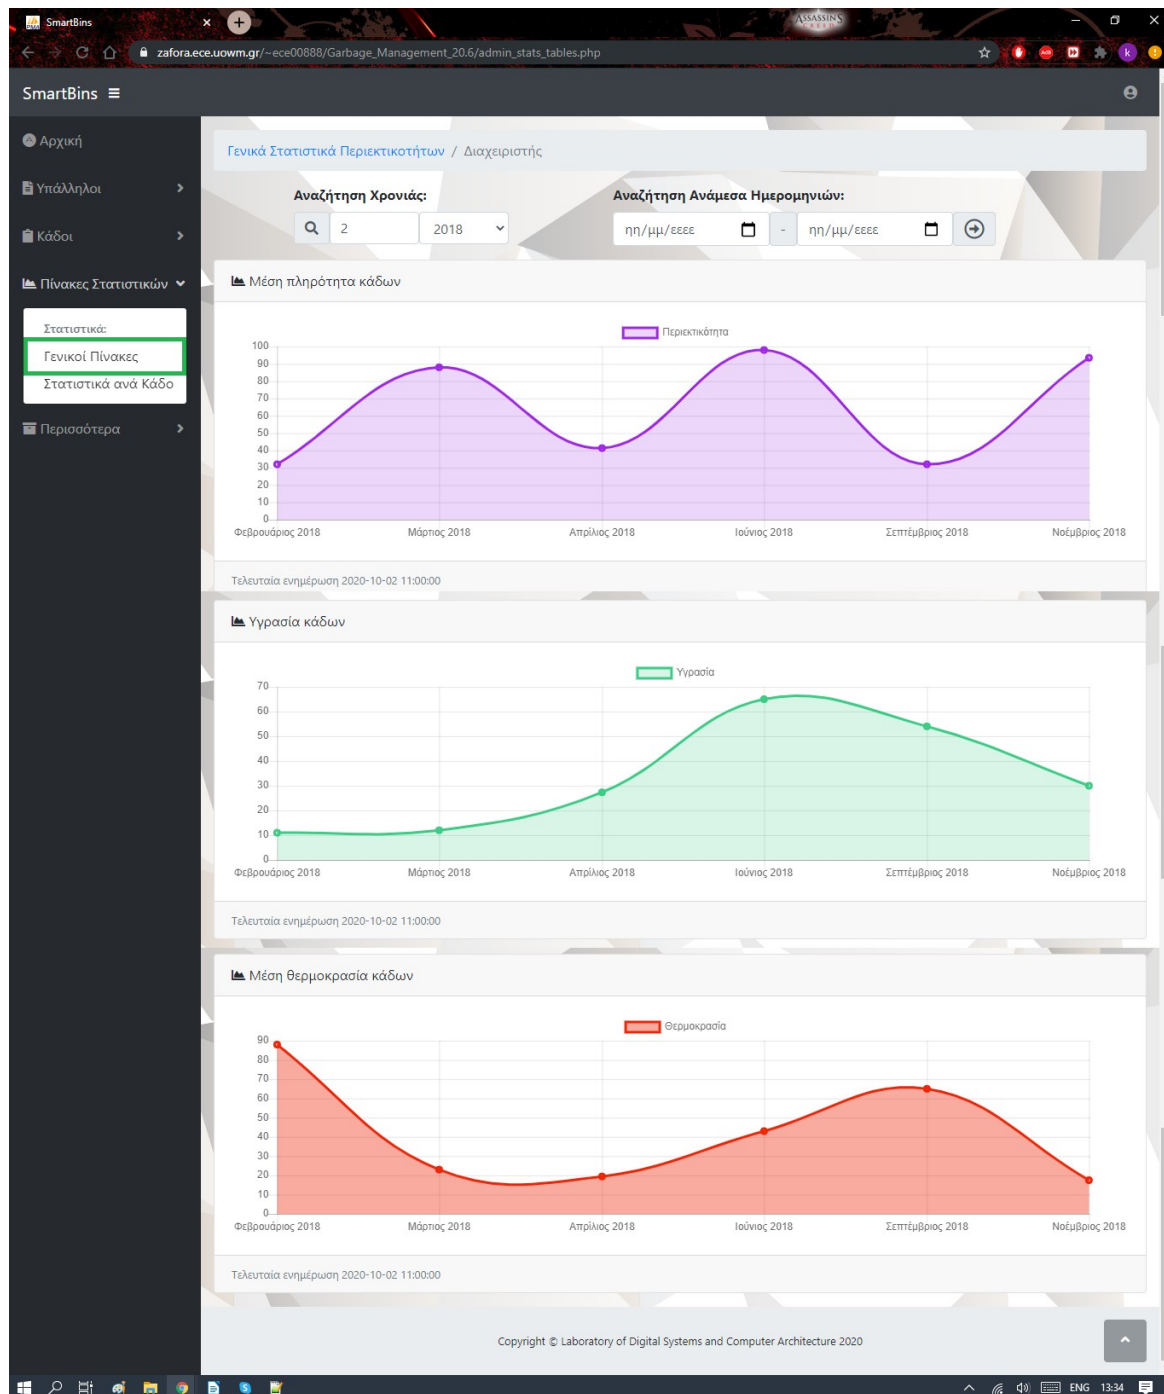 SmartBins
ASSASSIN'S
CREED
zafora.ece.uowm.gr/~ece00888/Garbage_Management_20.6/admin_stats_tables.php
SmartBins
Αρχική
Υπάλληλοι
Κάδοι
Πίνακες Στατιστικών
Στατιστικά:
Γενικοί Πίνακες
Στατιστικά ανά Κάδο
Περισσότερα
Γενικά Στατιστικά Περιεκτικοτήτων / Διαχειριστής
Αναζήτηση Χρονιάς: Αναζήτηση Ανάμεσα Ημερομηνιών:
2 2018 ηη/μμ/εεεε - ηη/μμ/εεεε
Μέση πληρότητα κάδων
Περιεκτικότητα
100
90
80
70
60
50
40
30
20
10
0
Φεβρουάριος 2018 Μάρτιος 2018 Απρίλιος 2018 Ιούνιος 2018 Σεπτέμβριος 2018 Νοέμβριος 2018
Τελευταία ενημέρωση 2020-10-02 11:00:00
Υγρασία κάδων
Υγρασία
70
60
50
40
30
20
10
0
Φεβρουάριος 2018 Μάρτιος 2018 Απρίλιος 2018 Ιούνιος 2018 Σεπτέμβριος 2018 Νοέμβριος 2018
Τελευταία ενημέρωση 2020-10-02 11:00:00
Μέση θερμοκρασία κάδων
Θερμοκρασία
90
80
70
60
50
40
30
20
10
0
Φεβρουάριος 2018 Μάρτιος 2018 Απρίλιος 2018 Ιούνιος 2018 Σεπτέμβριος 2018 Νοέμβριος 2018
Τελευταία ενημέρωση 2020-10-02 11:00:00
Copyright © Laboratory of Digital Systems and Computer Architecture 2020
ENG 13:34